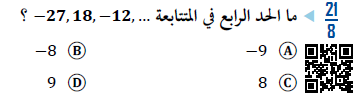 21/8 ما الحد الرابع في المتتابعة −27, 18, −12, … ؟
A −9 B −8
C 8 D 9